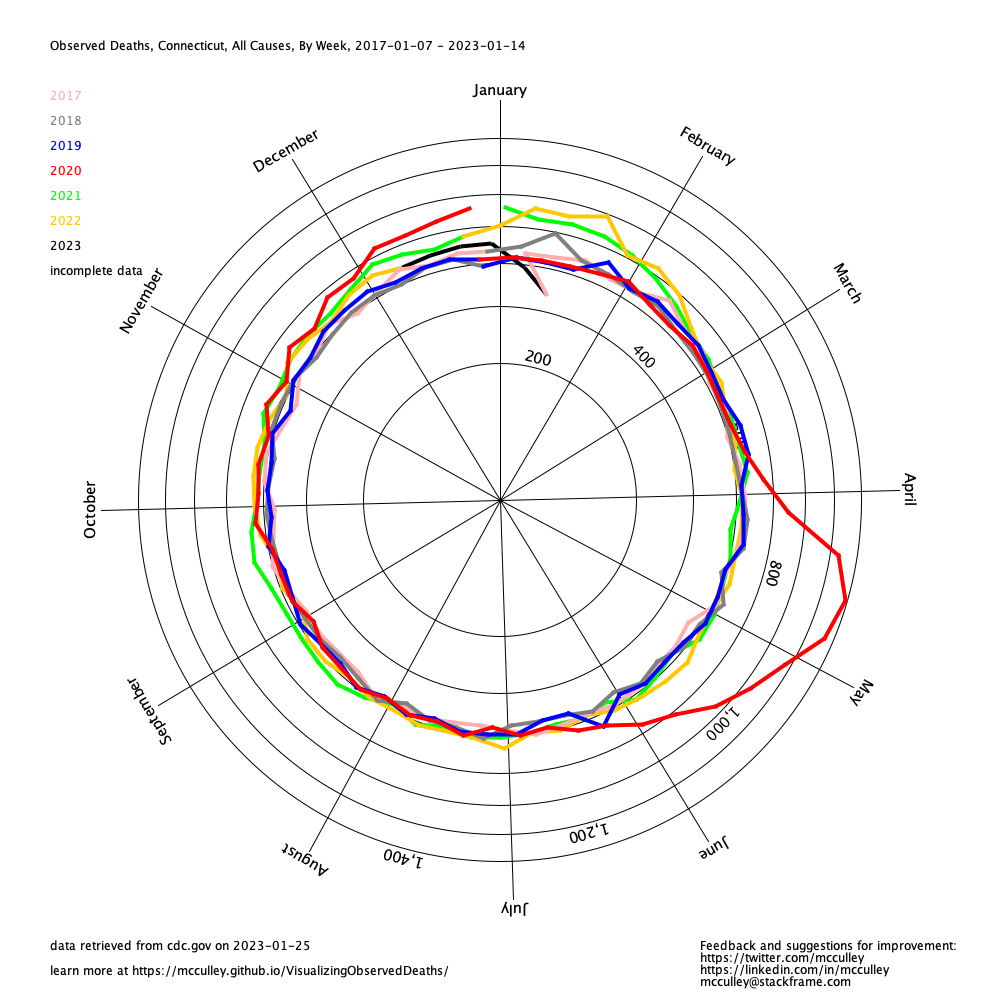 Observed Deaths, Connecticut, All Causes, By Week, 2017-01-07 - 2023-01-14
2017
2018
2019
2020
2021
2022
2023
incomplete data
January
February
March
April
May
June
July
August
September
October
November
December
200
400
800
1,000
1,200
1,400
data retrieved from cdc.gov on 2023-01-25
learn more at https://mcculley.github.io/VisualizingObservedDeaths/
Feedback and suggestions for improvement:
https://twitter.com/mcculley
https://linkedin.com/in/mcculley
mcculley@stackframe.com